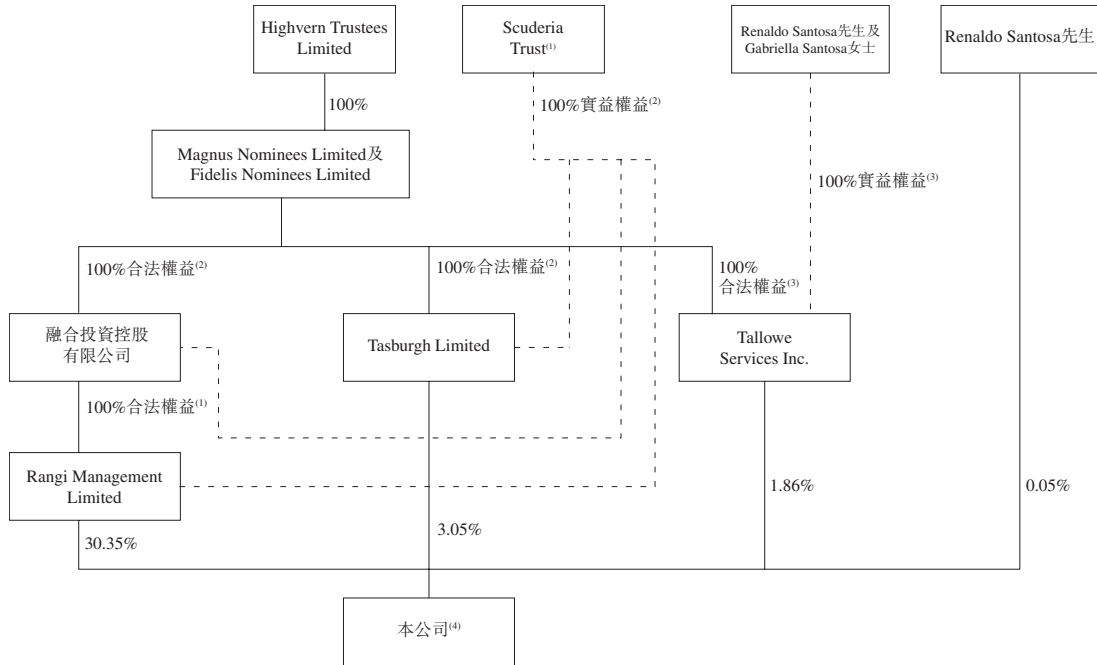 Highvern Trustees
Limited
Scuderia
Trust(1)
Renaldo Santosa先生及
Gabriella Santosa女士
Renaldo Santosa先生
100%
100%實益權益(2)
Magnus Nominees Limited及
Fidelis Nominees Limited
100%實益權益(3)
100%合法權益(2)
100%合法權益(2)
100%
合法權益(3)
融合投資控股
有限公司
Tasburgh Limited
Tallowe
Services Inc.
100%合法權益(1)
Rangi Management
Limited
30.35%
3.05%
1.86%
0.05%
本公司(4)